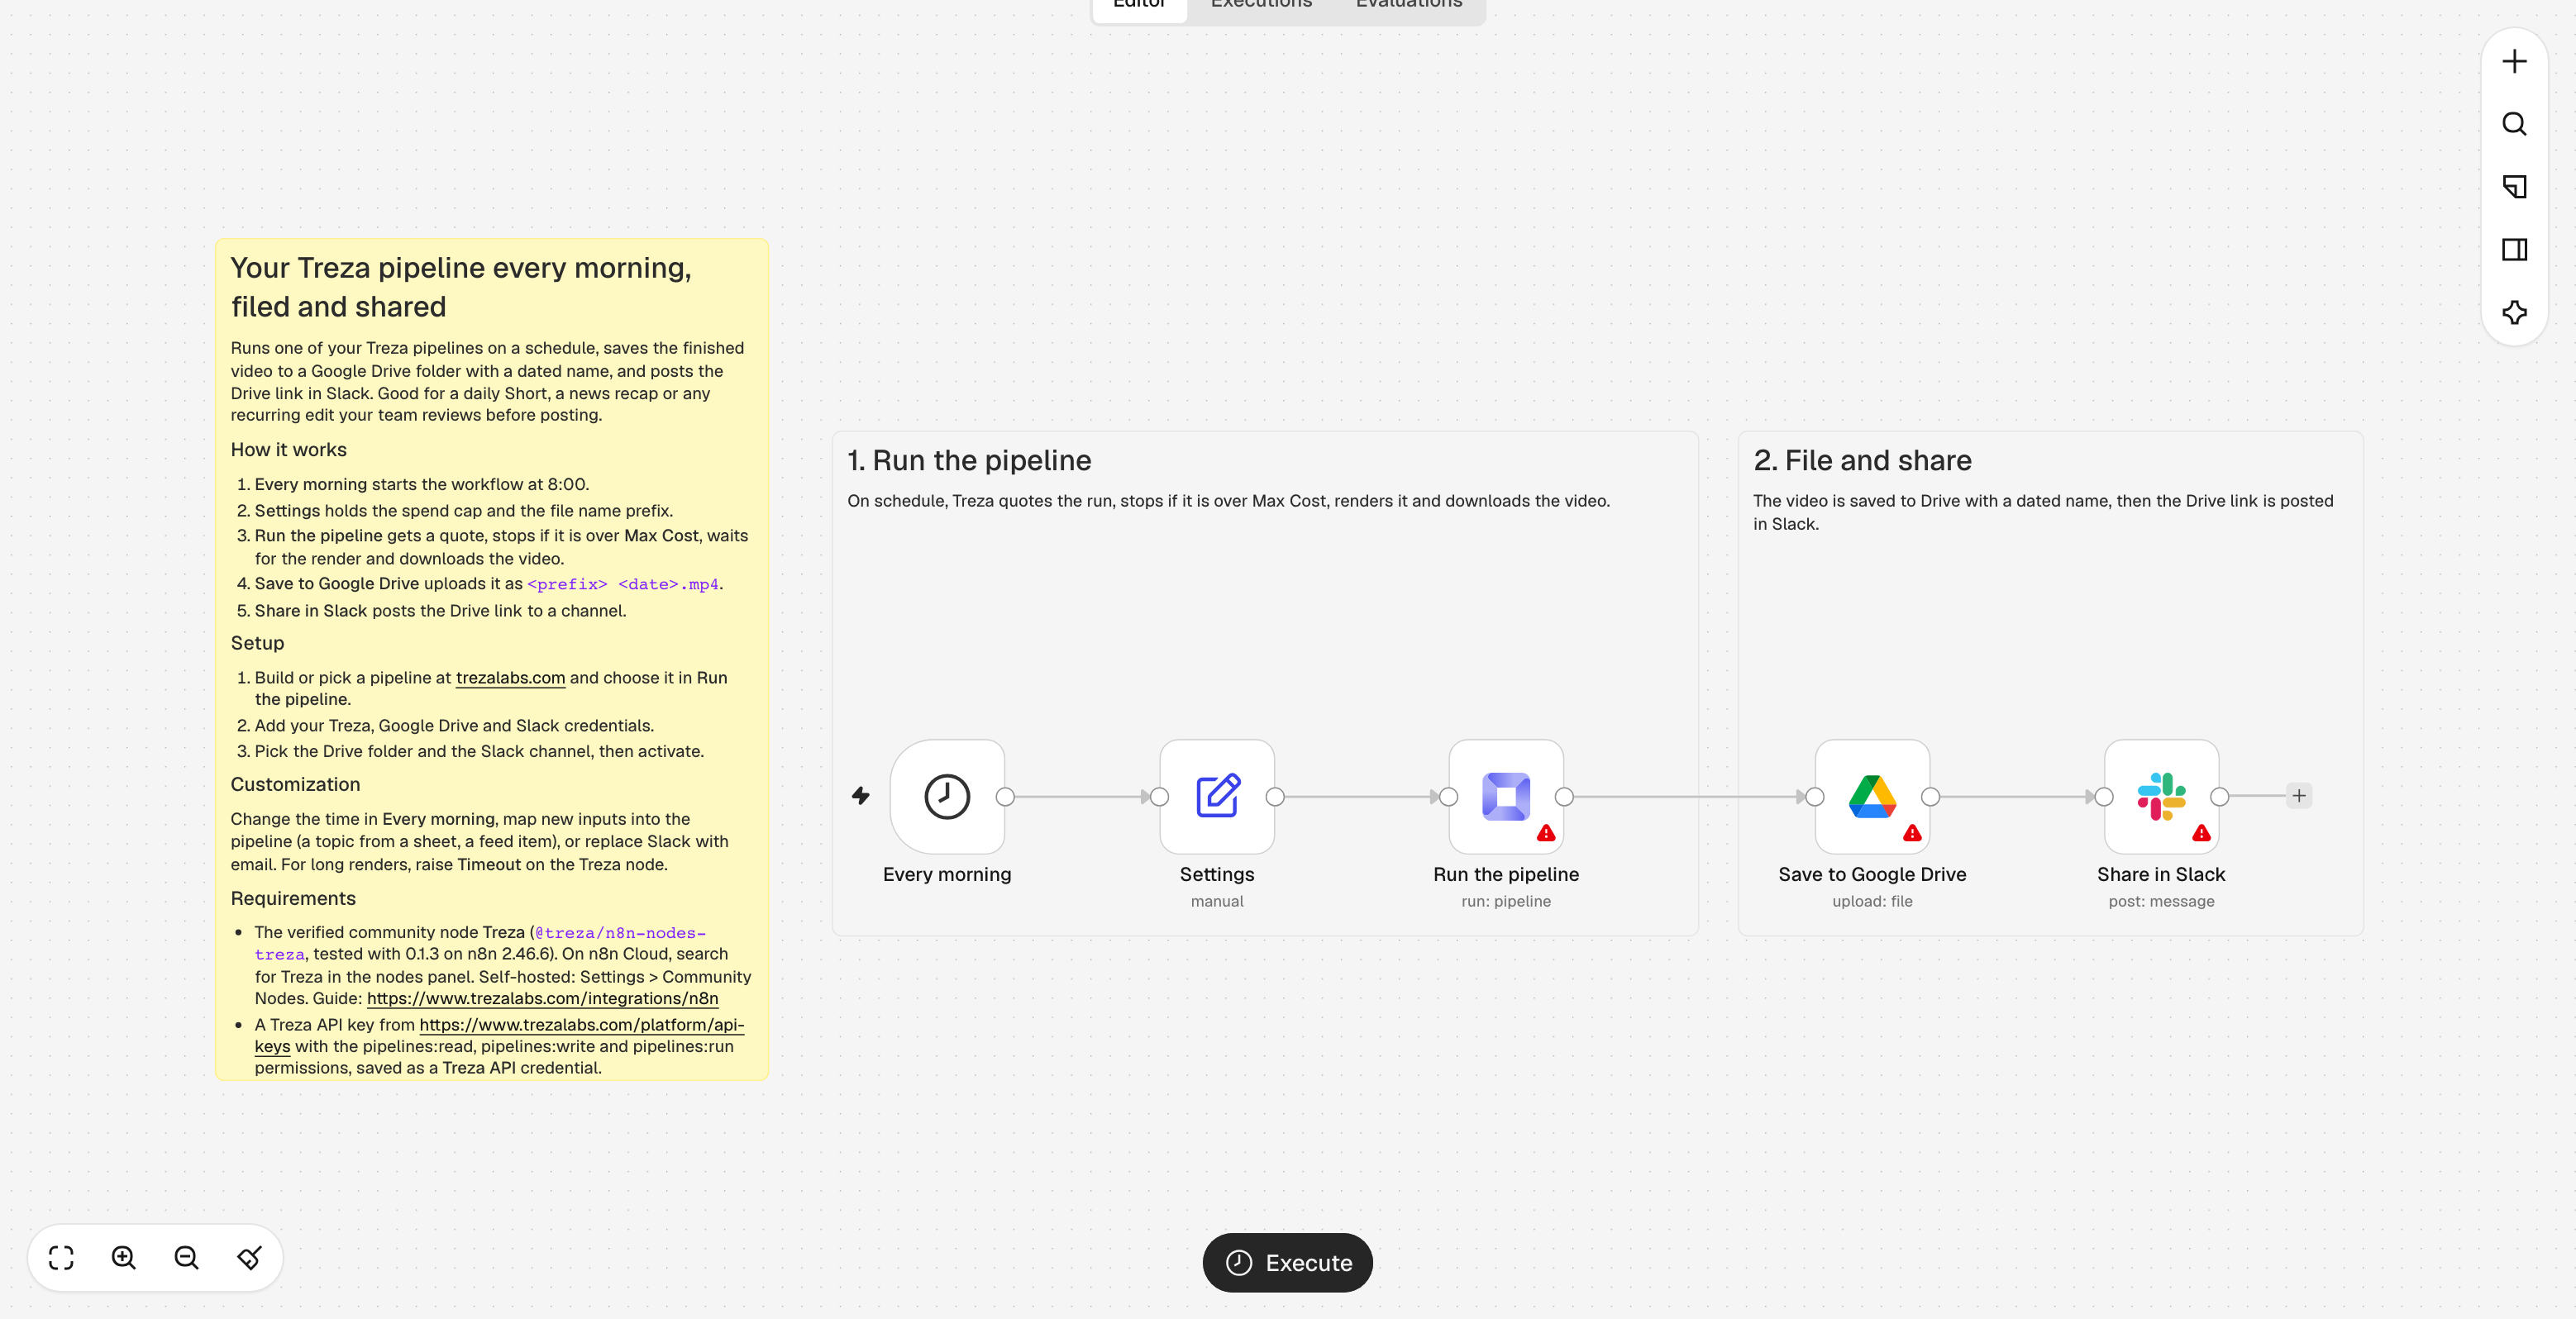 Editor Executions Evaluations
Your Treza pipeline every morning,
filed and shared
Runs one of your Treza pipelines on a schedule, saves the finished
video to a Google Drive folder with a dated name, and posts the
Drive link in Slack. Good for a daily Short, a news recap or any
recurring edit your team reviews before posting.
How it works
1. Every morning starts the workflow at 8:00.
2. Settings holds the spend cap and the file name prefix.
3. Run the pipeline gets a quote, stops if it is over Max Cost, waits
for the render and downloads the video.
4. Save to Google Drive uploads it as <prefix> <date>.mp4.
5. Share in Slack posts the Drive link to a channel.
Setup
1. Build or pick a pipeline at trezalabs.com and choose it in Run
the pipeline.
2. Add your Treza, Google Drive and Slack credentials.
3. Pick the Drive folder and the Slack channel, then activate.
Customization
Change the time in Every morning, map new inputs into the
pipeline (a topic from a sheet, a feed item), or replace Slack with
email. For long renders, raise Timeout on the Treza node.
Requirements
• The verified community node Treza (@treza/n8n-nodes-
treza, tested with 0.1.3 on n8n 2.46.6). On n8n Cloud, search
for Treza in the nodes panel. Self-hosted: Settings > Community
Nodes. Guide: https://www.trezalabs.com/integrations/n8n
• A Treza API key from https://www.trezalabs.com/platform/api-
keys with the pipelines:read, pipelines:write and pipelines:run
permissions, saved as a Treza API credential.
1. Run the pipeline
On schedule, Treza quotes the run, stops if it is over Max Cost, renders it and downloads the video.
Every morning
Settings
manual
Run the pipeline
run: pipeline
2. File and share
The video is saved to Drive with a dated name, then the Drive link is posted
in Slack.
Save to Google Drive
upload: file
Share in Slack
post: message
Execute